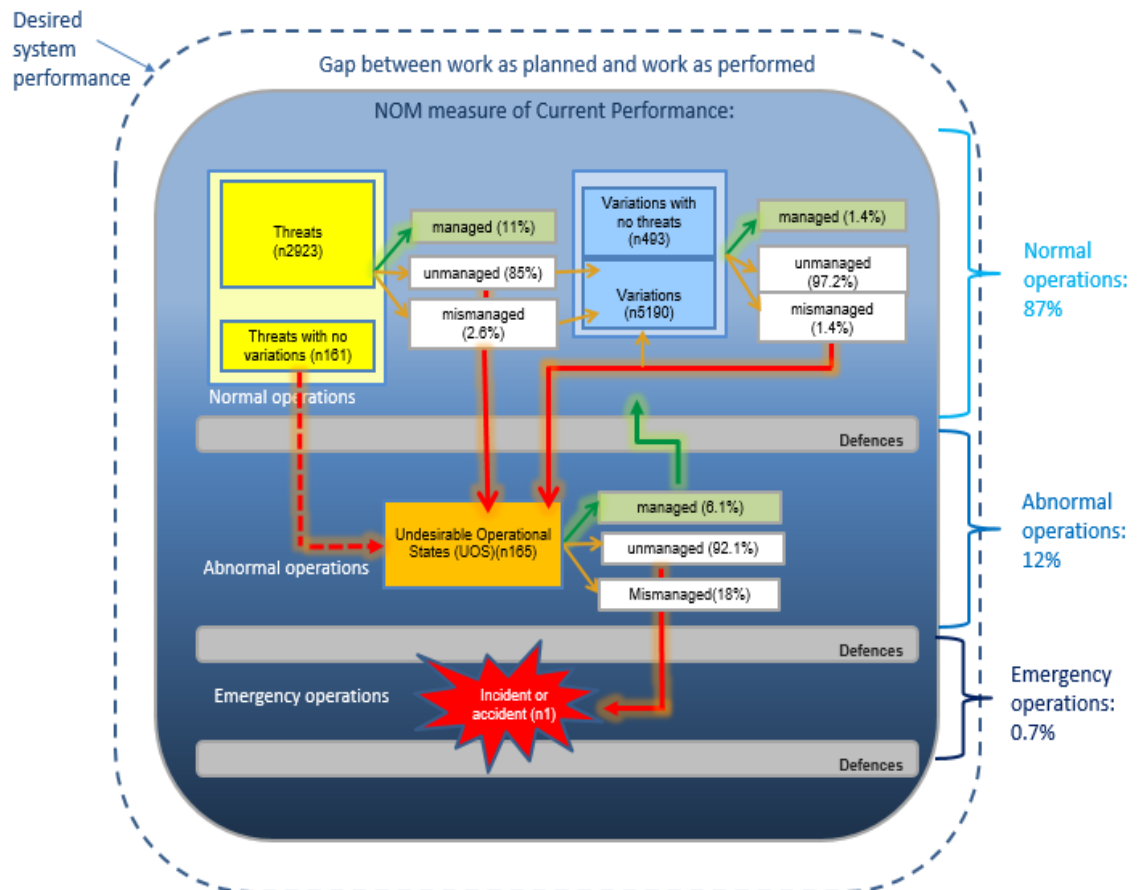 Desired
system
performance
Gap between work as planned and work as performed
NOM measure of Current Performance:
Threats
(n2923)
Threats with no
variations (n161)
managed (11%)
unmanaged (85%)
mismanaged
(2.6%)
Variations with
no threats
(n493)
Variations
(n5190)
managed (1.4%)
unmanaged
(97.2%)
mismanaged
(1.4%)
Normal operations
Defences
Normal
operations:
87%
Undesirable Operational
States (UOS)(n165)
managed (6.1%)
unmanaged (92.1%)
Mismanaged(18%)
Abnormal operations
Defences
Abnormal
operations:
12%
Emergency operations
Incident or
accident (n1)
Defences
Emergency
operations:
0.7%